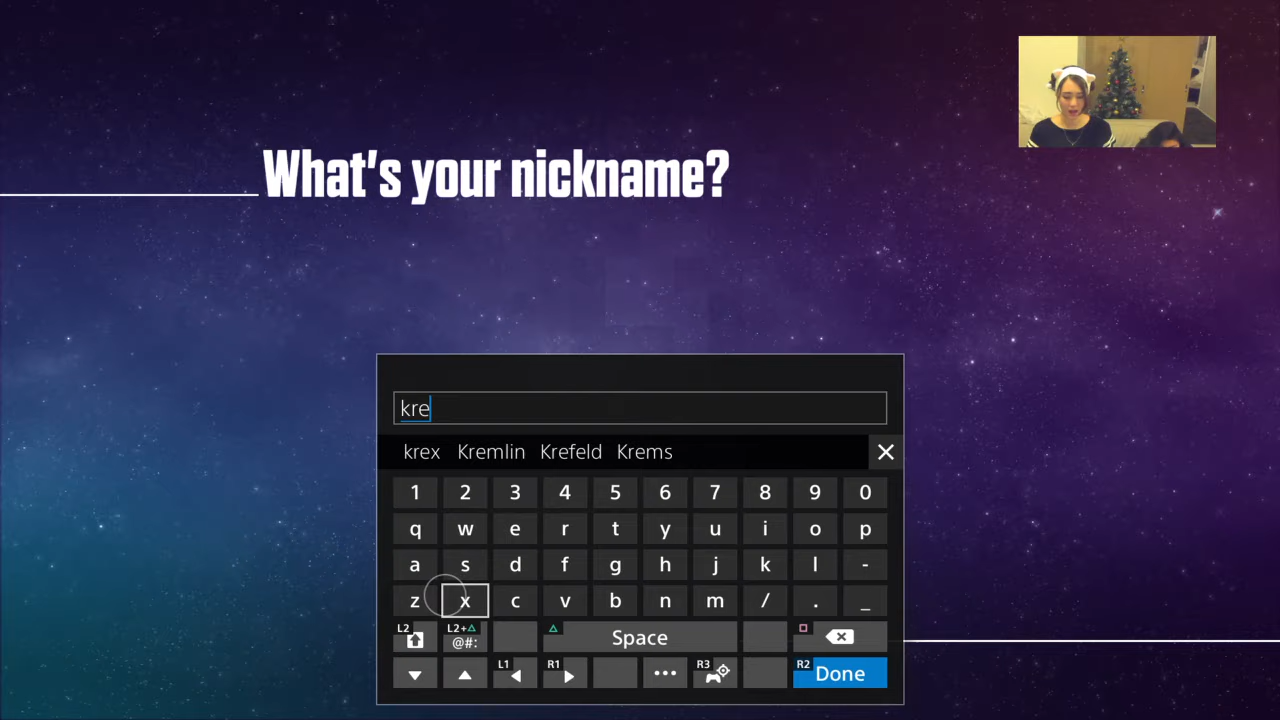 What's your nickname?
kre
krex Kremlin Krefeld Krems
1 2 3 4 5 6 7 8 9 0
q w e r t y u i o p
a s d f g h j k l -
z x c v b n m / . _
L2 L2+△ @#: △ Space
L1 R1 ... R3 R2 Done